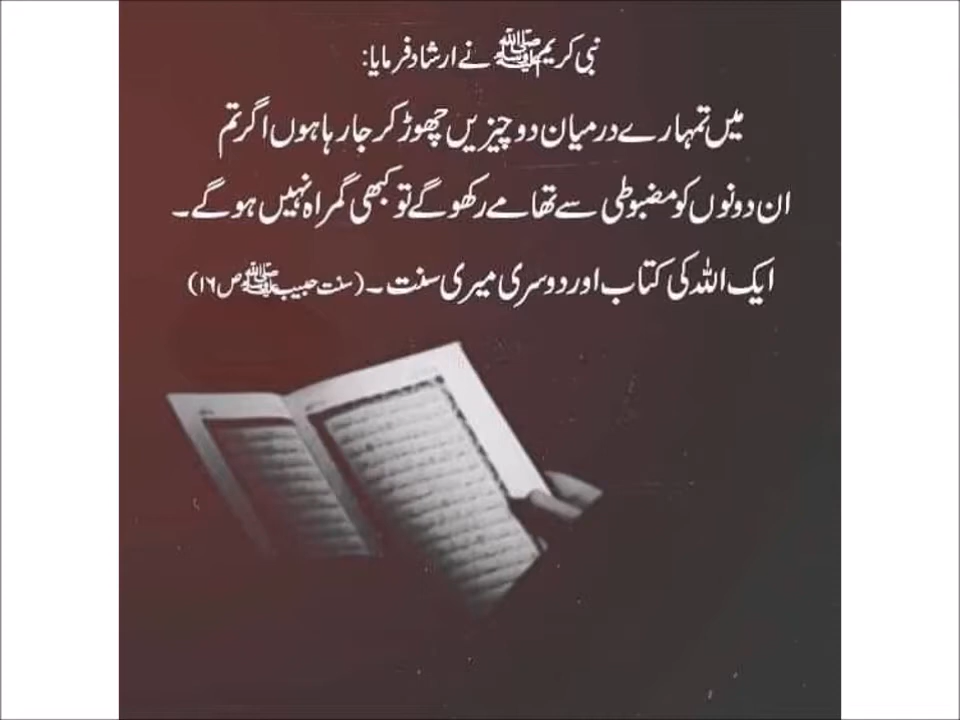 نبی کریم ﷺ نے ارشاد فرمایا:
میں تمہارے درمیان دو چیزیں چھوڑ کر جا رہا ہوں اگر تم
ان دونوں کو مضبوطی سے تھامے رکھو گے تو کبھی گمراہ نہیں ہو گے۔
ایک اللہ کی کتاب اور دوسری میری سنت۔ (سنت حبیب ﷺ ص ۱۶)